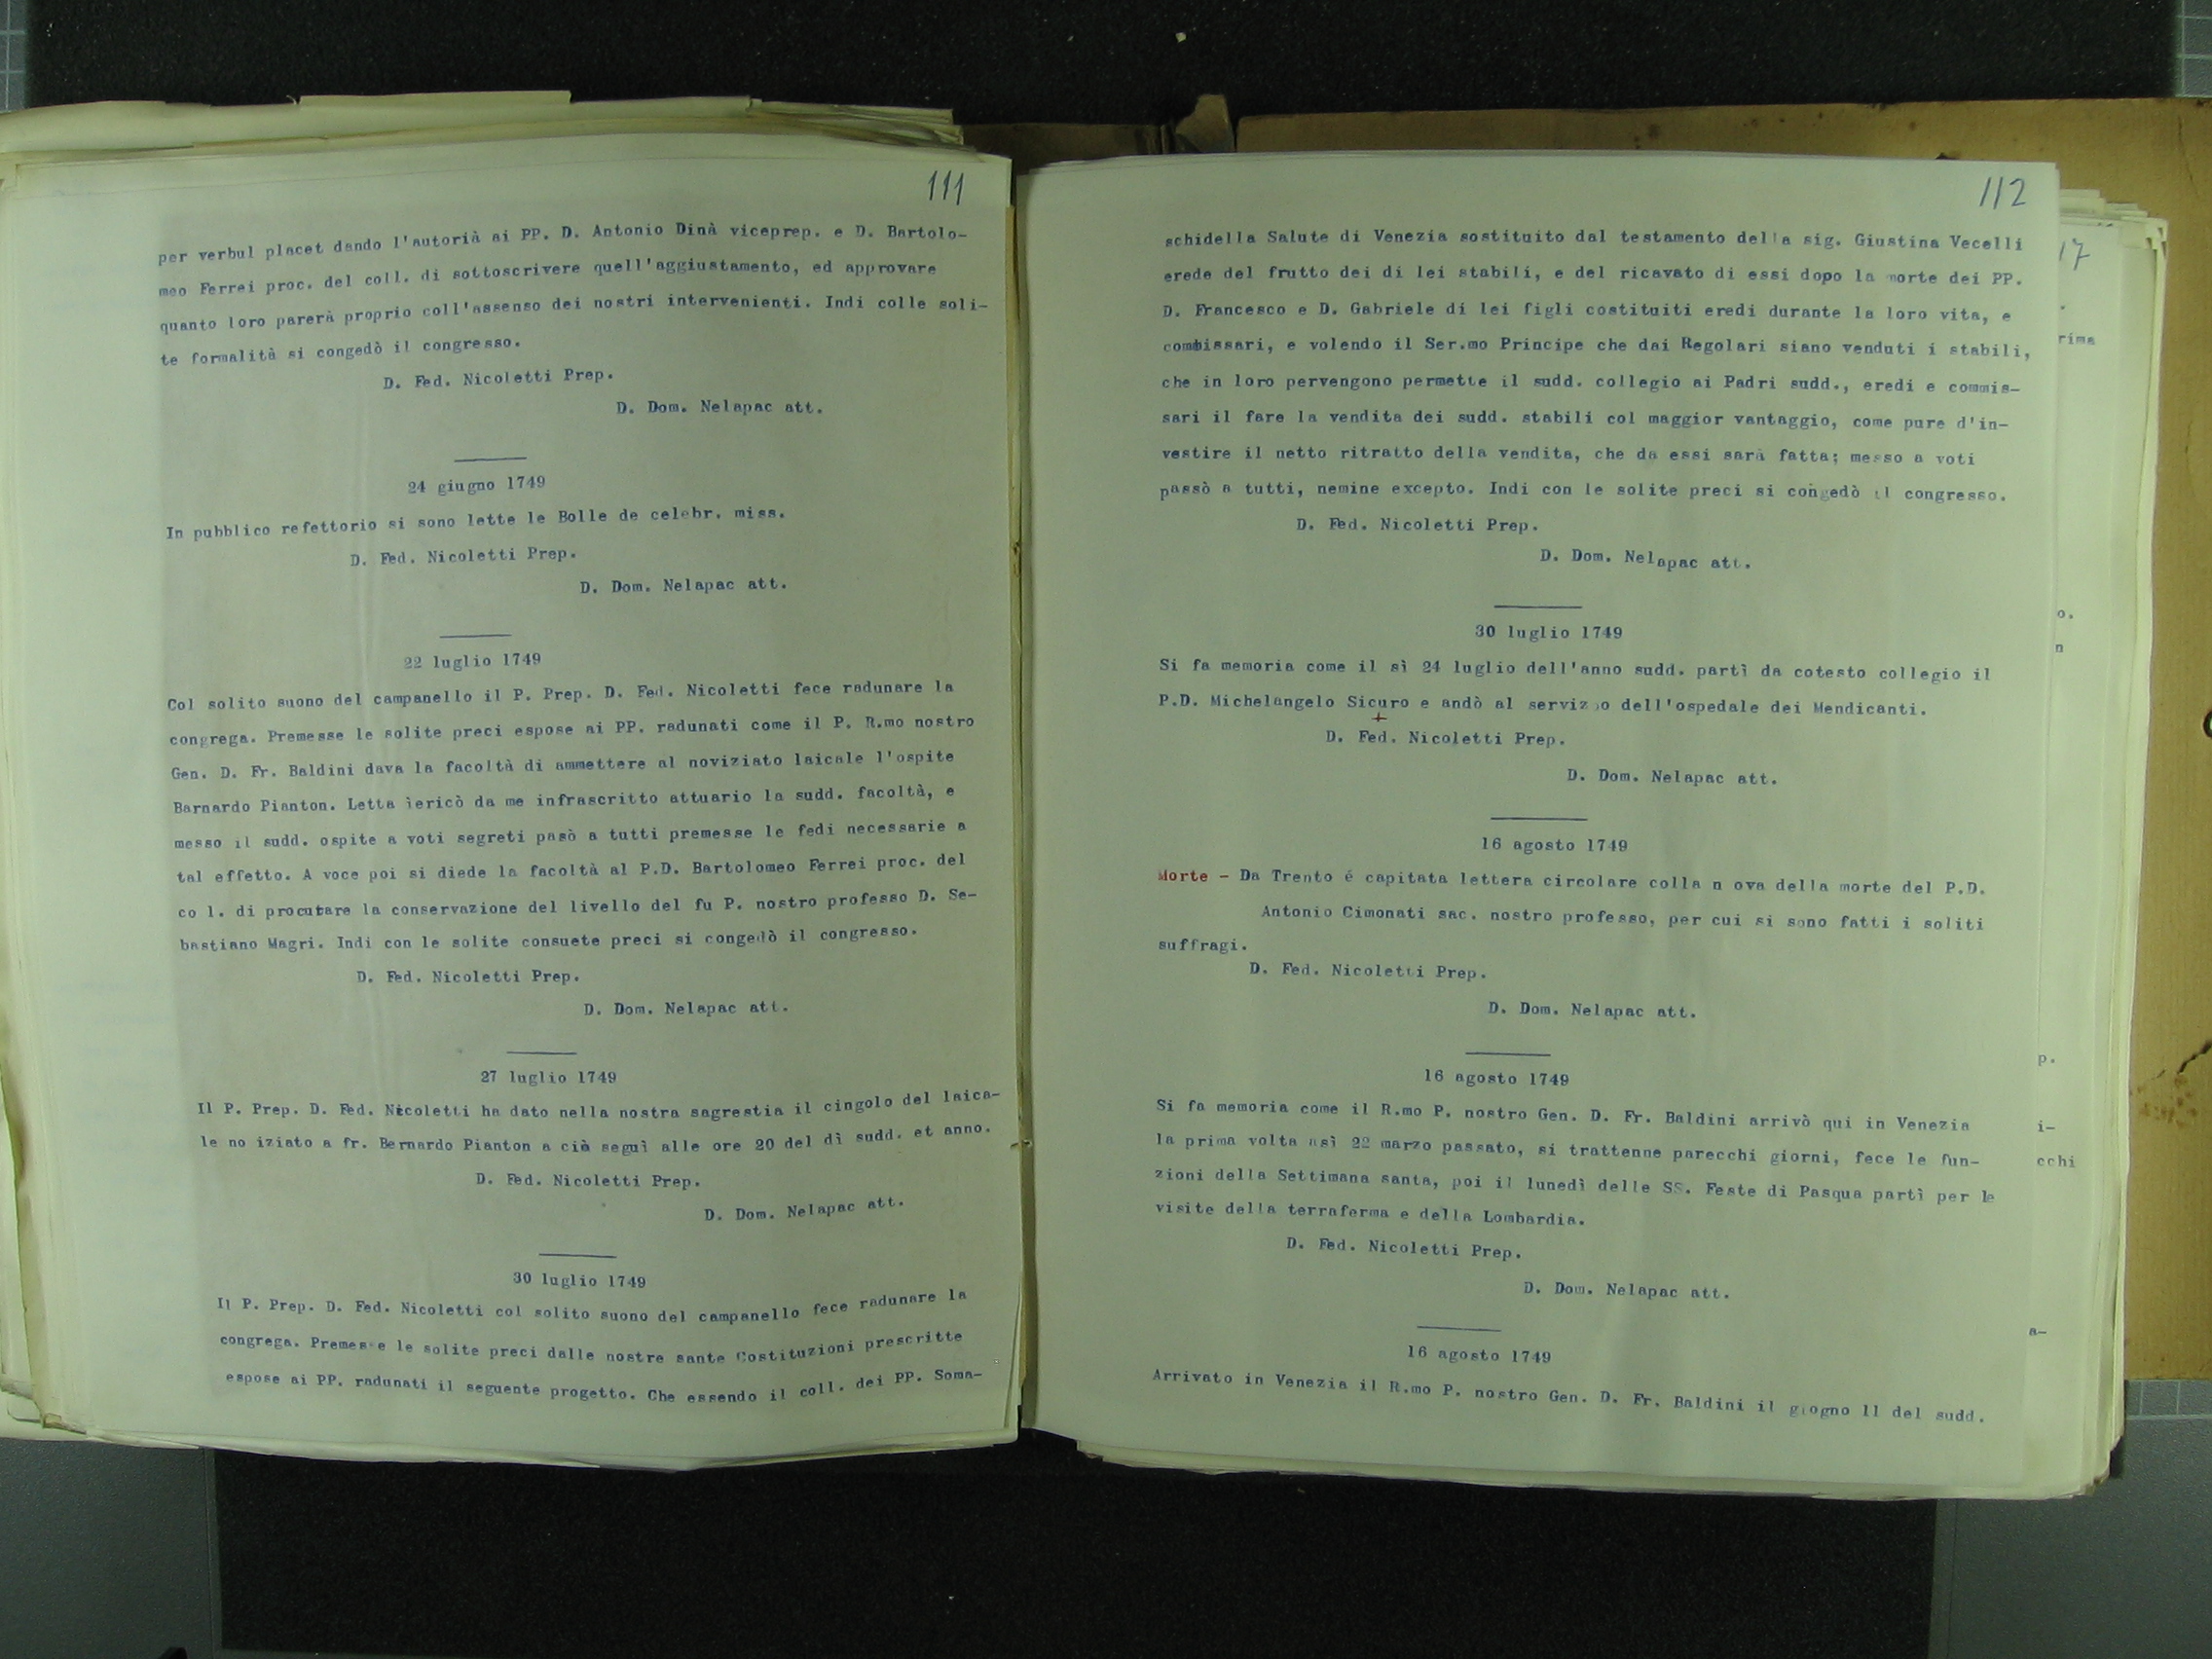 111
per verbul placet dando l'autorià ai PP. D. Antonio Dinà viceprep. e D. Bartolo-
meo Ferrei proc. del coll. di sottoscrivere quell'aggiustamento, ed approvare
quanto loro parerà proprio coll'assenso dei nostri intervenienti. Indi colle soli-
te formalità si congedò il congresso.
D. Fed. Nicoletti Prep.
D. Dom. Nelapac att.
24 giugno 1749
In pubblico refettorio si sono lette le Bolle de celebr. miss.
D. Fed. Nicoletti Prep.
D. Dom. Nelapac att.
22 luglio 1749
Col solito suono del campanello il P. Prep. D. Fed. Nicoletti fece radunare la
congrega. Premesse le solite preci espose ai PP. radunati come il P. R.mo nostro
Gen. D. Fr. Baldini dava la facoltà di ammettere al noviziato laicale l'ospite
Barnardo Pianton. Letta ìericò da me infrascritto attuario la sudd. facoltà, e
messo il sudd. ospite a voti segreti pasò a tutti premesse le fedi necessarie a
tal effetto. A voce poi si diede la facoltà al P.D. Bartolomeo Ferrei proc. del
co l. di procutare la conservazione del livello del fu P. nostro professo D. Se-
bastiano Magri. Indi con le solite consuete preci si congedò il congresso.
D. Fed. Nicoletti Prep.
D. Dom. Nelapac att.
27 luglio 1749
Il P. Prep. D. Fed. Nicoletti ha dato nella nostra sagrestia il cingolo del laica-
le no iziato a fr. Bernardo Pianton a ciò seguì alle ore 20 del dì sudd. et anno.
D. Fed. Nicoletti Prep.
D. Dom. Nelapac att.
30 luglio 1749
Il P. Prep. D. Fed. Nicoletti col solito suono del campanello fece radunare la
congrega. Premesse le solite preci dalle nostre sante Costituzioni prescritte
espose ai PP. radunati il seguente progetto. Che essendo il coll. dei PP. Soma-
112
schidella Salute di Venezia sostituito dal testamento della sig. Giustina Vecelli
erede del frutto dei di lei stabili, e del ricavato di essi dopo la morte dei PP.
D. Francesco e D. Gabriele di lei figli costituiti eredi durante la loro vita, e
commissari, e volendo il Ser.mo Principe che dai Regolari siano venduti i stabili,
che in loro pervengono permette il sudd. collegio ai Padri sudd., eredi e commis-
sari il fare la vendita dei sudd. stabili col maggior vantaggio, come pure d'in-
vestire il netto ritratto della vendita, che da essi sarà fatta; messo a voti
passò a tutti, nemine excepto. Indi con le solite preci si congedò il congresso.
D. Fed. Nicoletti Prep.
D. Dom. Nelapac att.
30 luglio 1749
Si fa memoria come il sì 24 luglio dell'anno sudd. partì da cotesto collegio il
P.D. Michelangelo Sicuro e andò al servizio dell'ospedale dei Mendicanti.
D. Fed. Nicoletti Prep.
D. Dom. Nelapac att.
16 agosto 1749
Morte - Da Trento é capitata lettera circolare colla n ova della morte del P.D.
Antonio Cimonati sac. nostro professo, per cui si sono fatti i soliti
suffragi.
D. Fed. Nicoletti Prep.
D. Dom. Nelapac att.
16 agosto 1749
Si fa memoria come il R.mo P. nostro Gen. D. Fr. Baldini arrivò qui in Venezia
la prima volta asì 22 marzo passato, si trattenne parecchi giorni, fece le fun-
zioni della Settimana santa, poi il lunedì delle SS. Feste di Pasqua partì per le
visite della terraferma e della Lombardia.
D. Fed. Nicoletti Prep.
D. Dom. Nelapac att.
16 agosto 1749
Arrivato in Venezia il R.mo P. nostro Gen. D. Fr. Baldini il giogno 11 del sudd.
17
rima
o.
n
p.
i-
cchi
a-